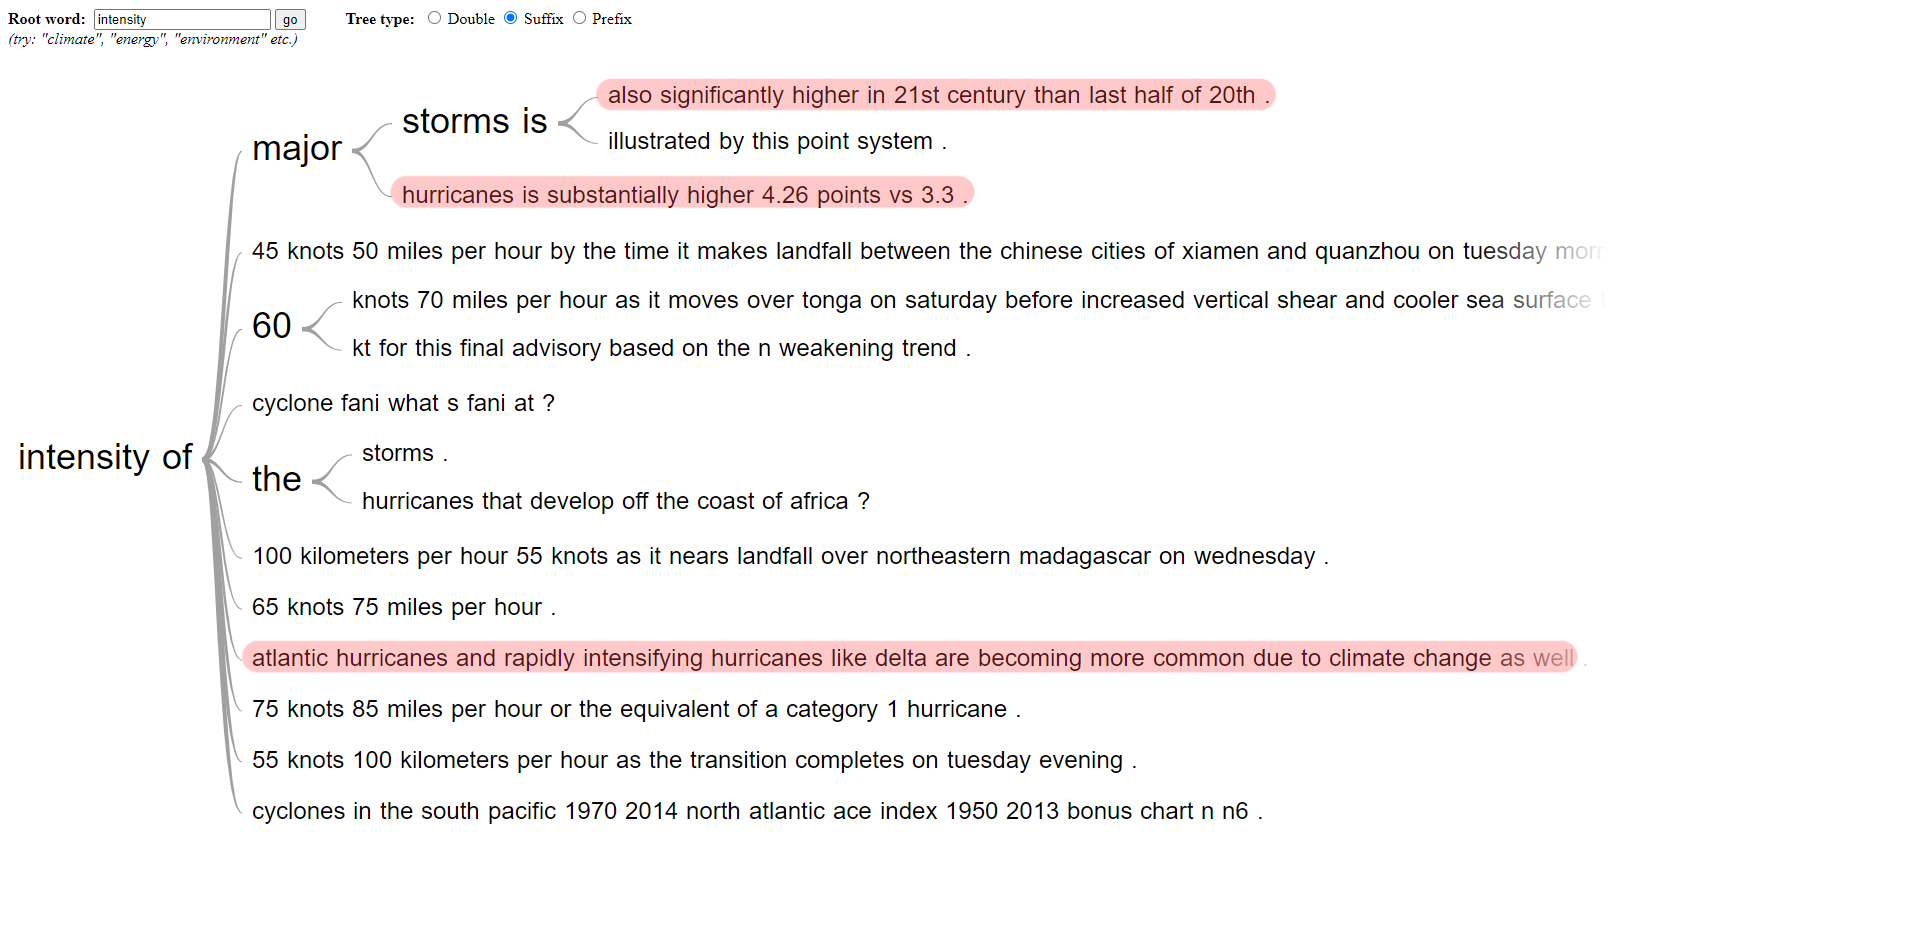 Root word: intensity go Tree type: Double Suffix Prefix
(try: "climate", "energy", "environment" etc.)
also significantly higher in 21st century than last half of 20th .
storms is
illustrated by this point system .
major
hurricanes is substantially higher 4.26 points vs 3.3 .
45 knots 50 miles per hour by the time it makes landfall between the chinese cities of xiamen and quanzhou on tuesday morn
knots 70 miles per hour as it moves over tonga on saturday before increased vertical shear and cooler sea surface
60
kt for this final advisory based on the n weakening trend .
cyclone fani what s fani at ?
storms .
intensity of
the
hurricanes that develop off the coast of africa ?
100 kilometers per hour 55 knots as it nears landfall over northeastern madagascar on wednesday .
65 knots 75 miles per hour .
atlantic hurricanes and rapidly intensifying hurricanes like delta are becoming more common due to climate change as well .
75 knots 85 miles per hour or the equivalent of a category 1 hurricane .
55 knots 100 kilometers per hour as the transition completes on tuesday evening .
cyclones in the south pacific 1970 2014 north atlantic ace index 1950 2013 bonus chart n n6 .